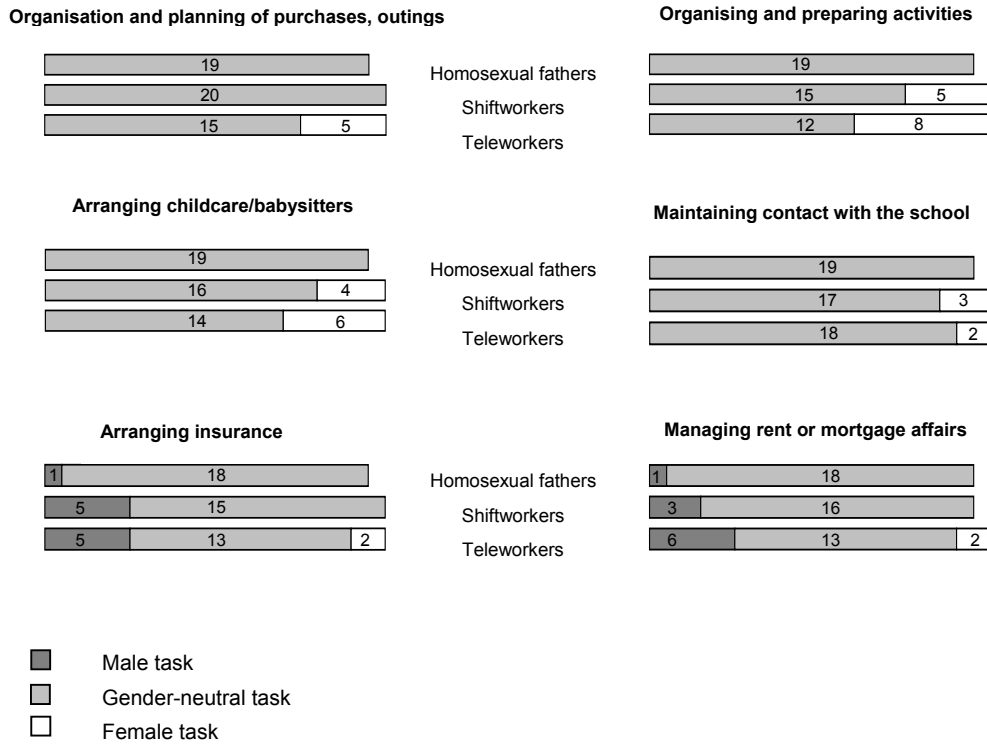 Organisation and planning of purchases, outings
Organising and preparing activities
19
Homosexual fathers
19
20
Shiftworkers
15 5
15 5
Teleworkers
12 8
Arranging childcare/babysitters
Maintaining contact with the school
19
Homosexual fathers
19
16 4
Shiftworkers
17 3
14 6
Teleworkers
18 2
Arranging insurance
Managing rent or mortgage affairs
1 18
Homosexual fathers
1 18
5 15
Shiftworkers
3 16
5 13 2
Teleworkers
6 13 2
Male task
Gender-neutral task
Female task